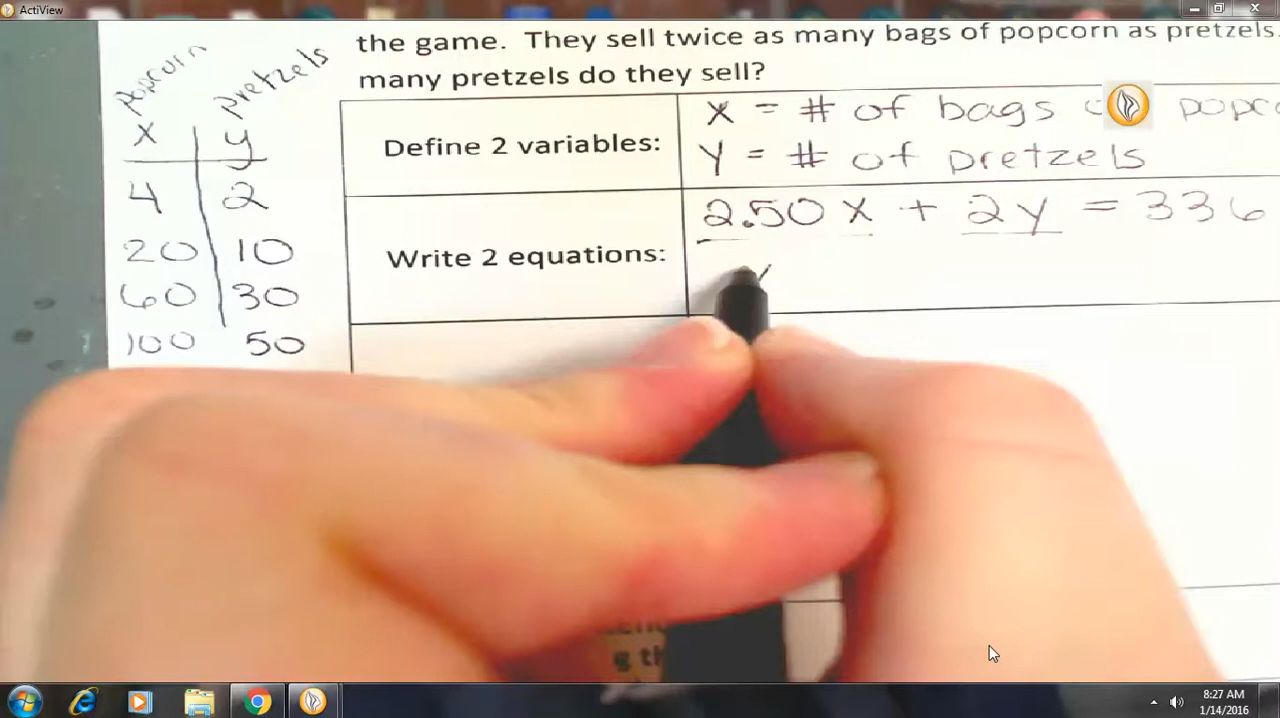 ActiView
the game. They sell twice as many bags of popcorn as pretzels.
many pretzels do they sell?
Popcorn Pretzels
x y
4 2
20 10
60 30
100 50
Define 2 variables:
X = # of bags
Y = # of pretzels
Write 2 equations:
2.50 x + 2y = 336
8:27 AM
1/14/2016